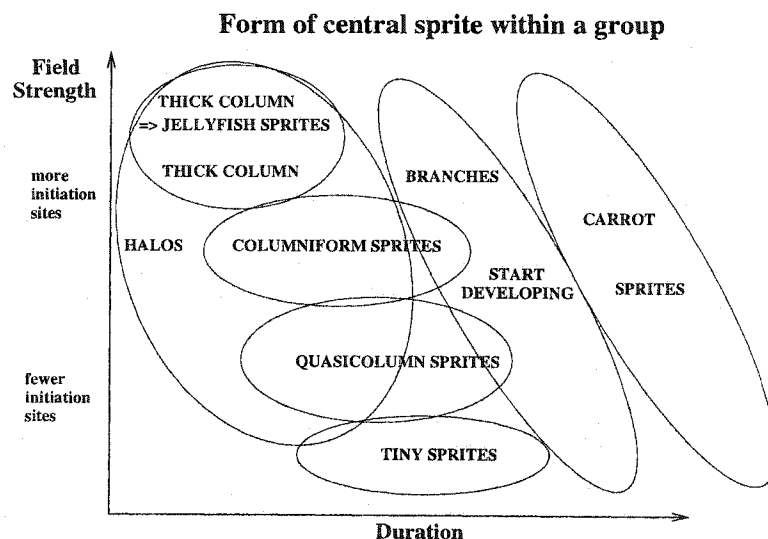 Form of central sprite within a group
Field
Strength
THICK COLUMN
=> JELLYFISH SPRITES
THICK COLUMN
more
initiation
sites
BRANCHES
CARROT
HALOS
COLUMNIFORM SPRITES
START
DEVELOPING
SPRITES
QUASICOLUMN SPRITES
fewer
initiation
sites
TINY SPRITES
Duration